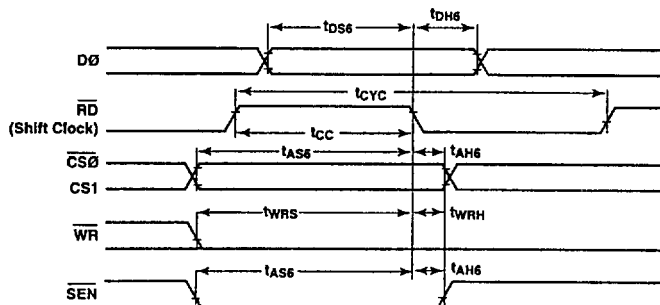 tDS6 tDH6
DØ
tCYC
RD
(Shift Clock)
tCC
CSØ
tAS6 tAH6
CS1
WR
tWRS tWRH
SEN
tAS6 tAH6